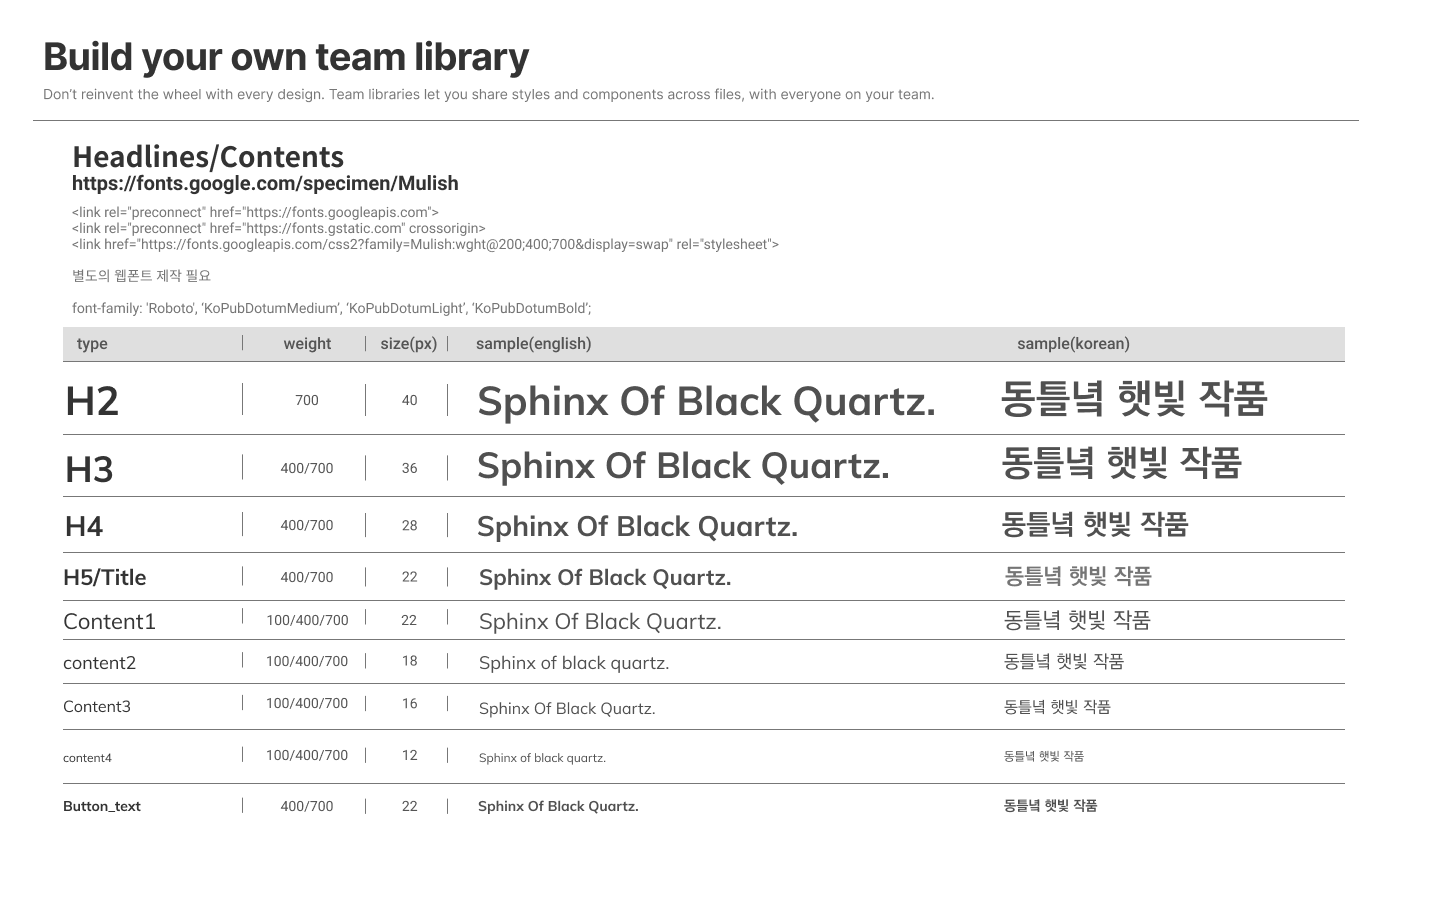 Build your own team library
Don't reinvent the wheel with every design. Team libraries let you share styles and components across files, with everyone on your team.
Headlines/Contents
https://fonts.google.com/specimen/Mulish
<link rel="preconnect" href="https://fonts.googleapis.com">
<link rel="preconnect" href="https://fonts.gstatic.com" crossorigin>
<link href="https://fonts.googleapis.com/css2?family=Mulish:wght@200;400;700&display=swap" rel="stylesheet">
별도의 웹폰트 제작 필요
font-family: 'Roboto', ‘KoPubDotumMedium’, ‘KoPubDotumLight’, ‘KoPubDotumBold’;
type weight size(px) sample(english) sample(korean)
H2 700 40 Sphinx Of Black Quartz. 동틀녘 햇빛 작품
H3 400/700 36 Sphinx Of Black Quartz. 동틀녘 햇빛 작품
H4 400/700 28 Sphinx Of Black Quartz. 동틀녘 햇빛 작품
H5/Title 400/700 22 Sphinx Of Black Quartz. 동틀녘 햇빛 작품
Content1 100/400/700 22 Sphinx Of Black Quartz. 동틀녘 햇빛 작품
content2 100/400/700 18 Sphinx of black quartz. 동틀녘 햇빛 작품
Content3 100/400/700 16 Sphinx Of Black Quartz. 동틀녘 햇빛 작품
content4 100/400/700 12 Sphinx of black quartz. 동틀녘 햇빛 작품
Button_text 400/700 22 Sphinx Of Black Quartz. 동틀녘 햇빛 작품